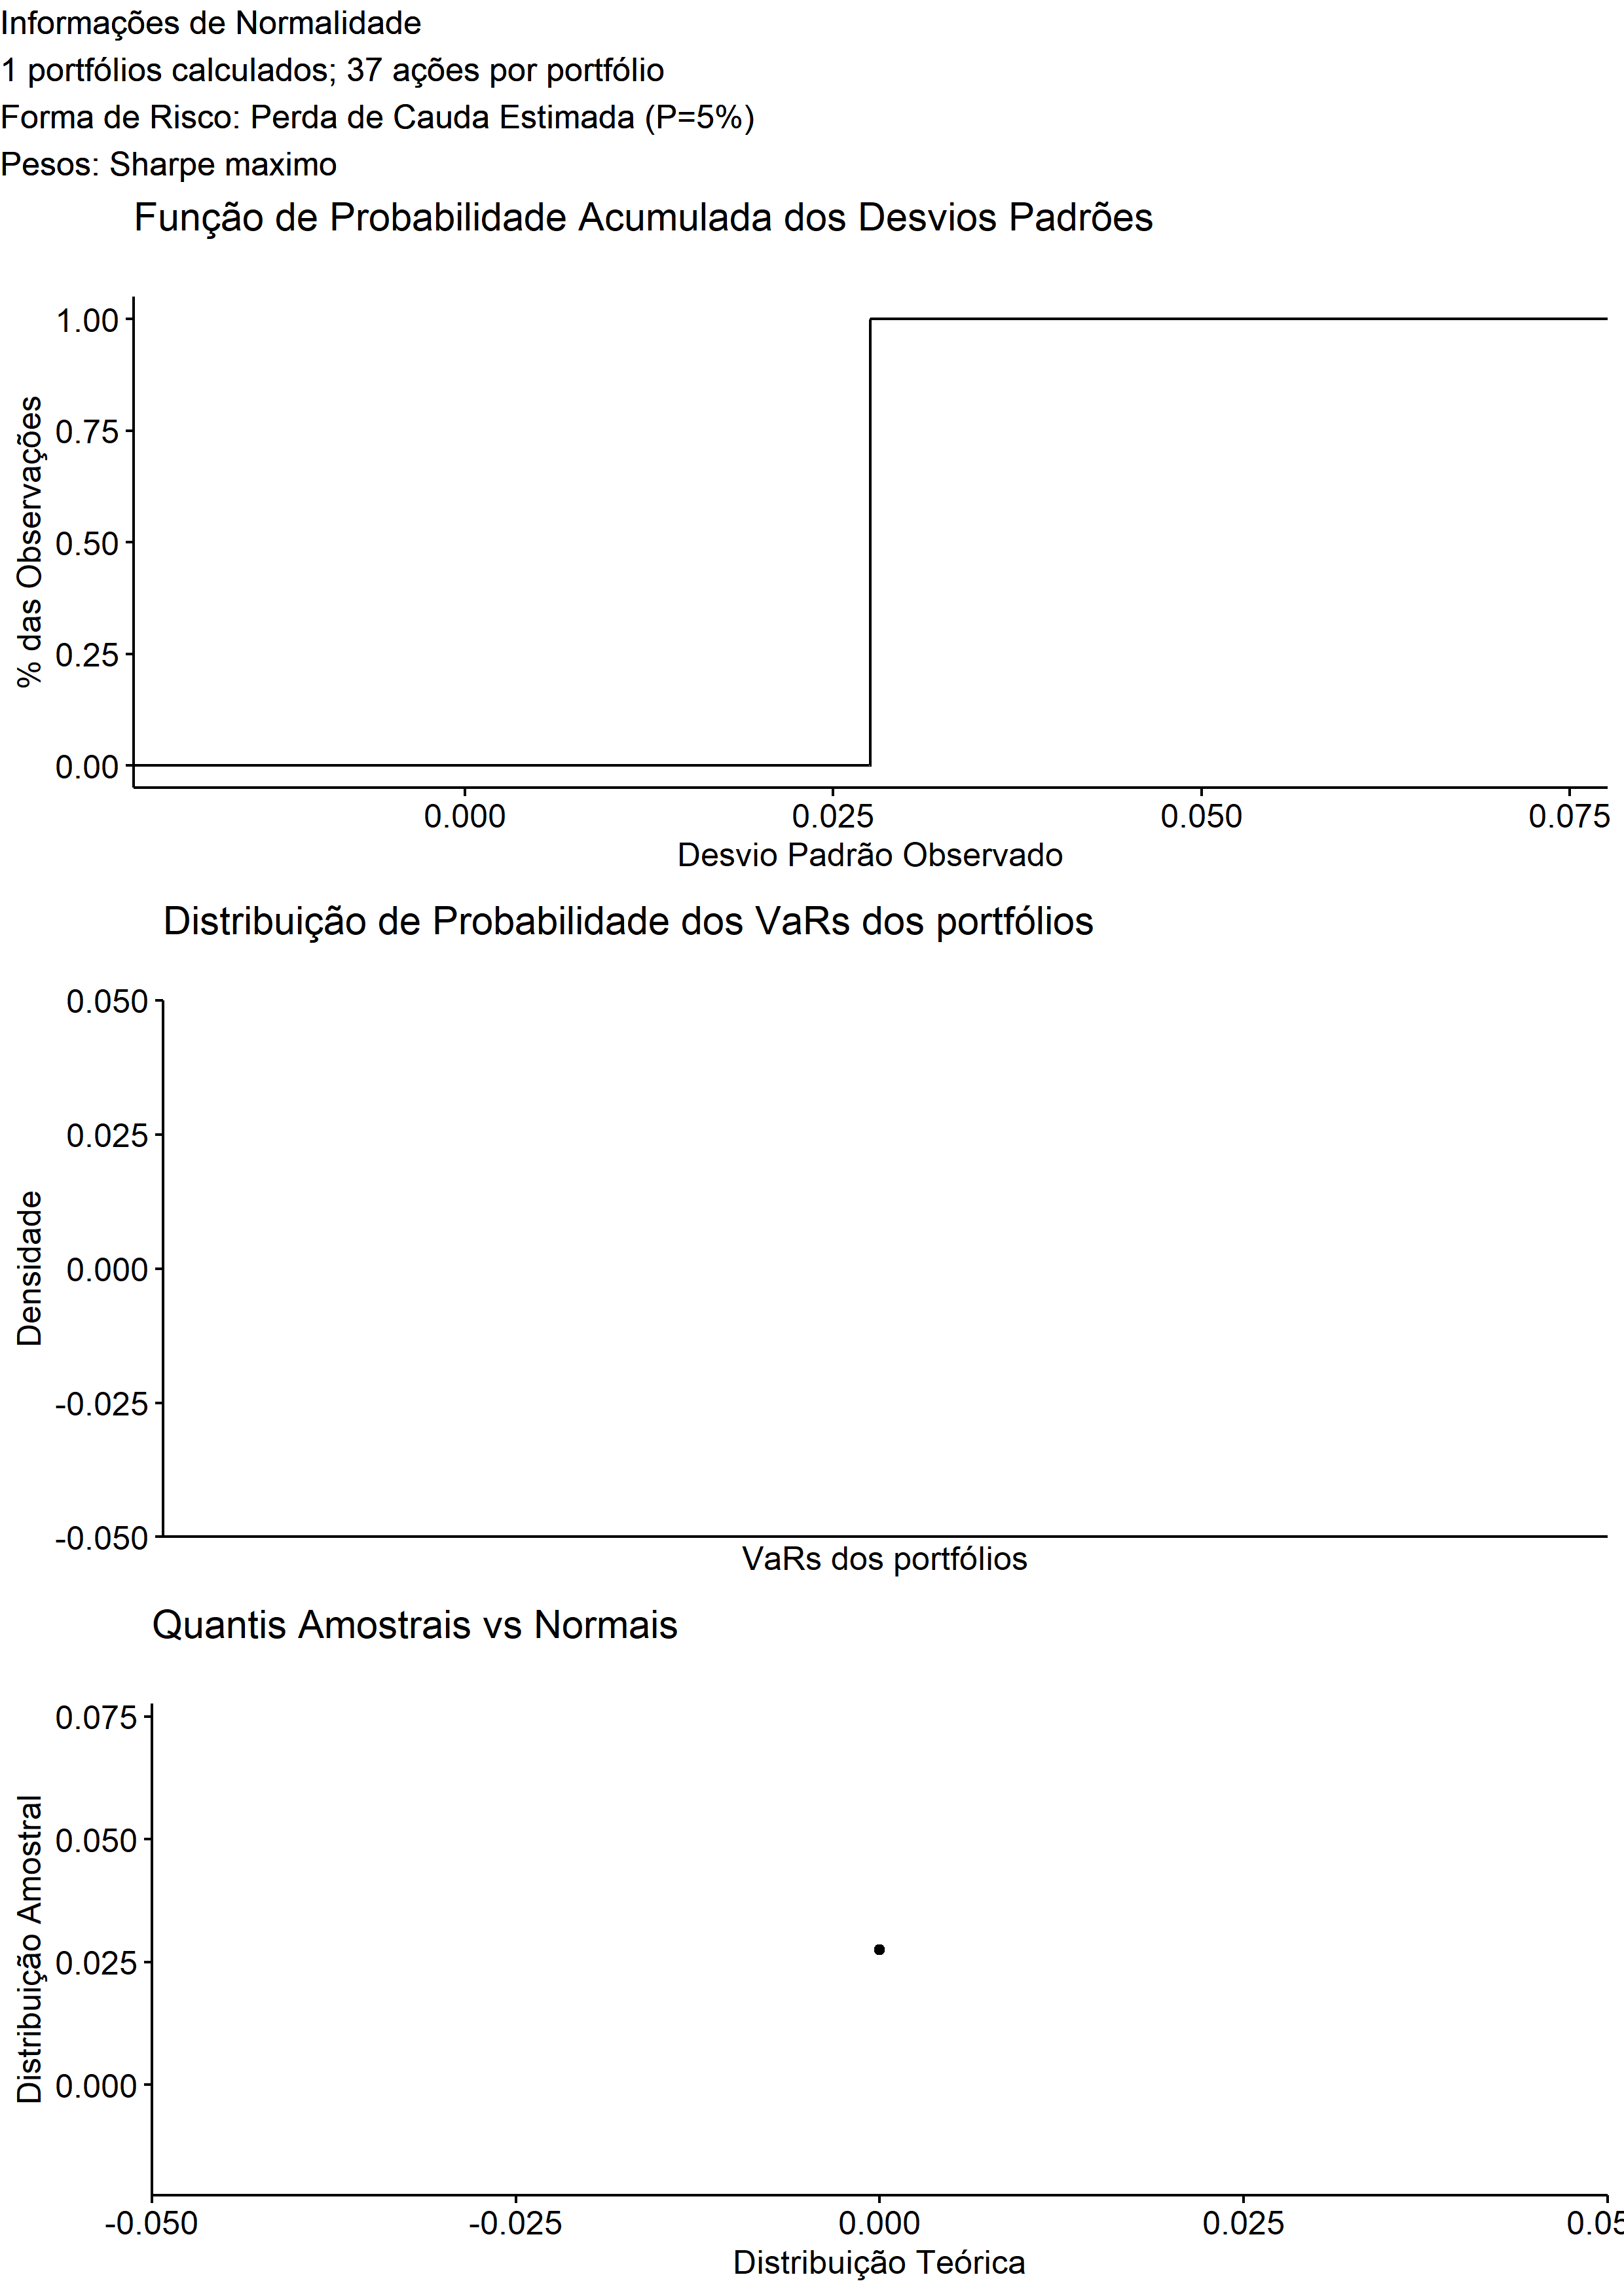 Informações de Normalidade
1 portfólios calculados; 37 ações por portfólio
Forma de Risco: Perda de Cauda Estimada (P=5%)
Pesos: Sharpe maximo
Função de Probabilidade Acumulada dos Desvios Padrões
1.00
0.75
0.50
0.25
0.00
% das Observações
0.000 0.025 0.050 0.075
Desvio Padrão Observado
Distribuição de Probabilidade dos VaRs dos portfólios
0.050
0.025
0.000
-0.025
-0.050
Densidade
VaRs dos portfólios
Quantis Amostrais vs Normais
0.075
0.050
0.025
0.000
Distribuição Amostral
-0.050 -0.025 0.000 0.025 0.05
Distribuição Teórica